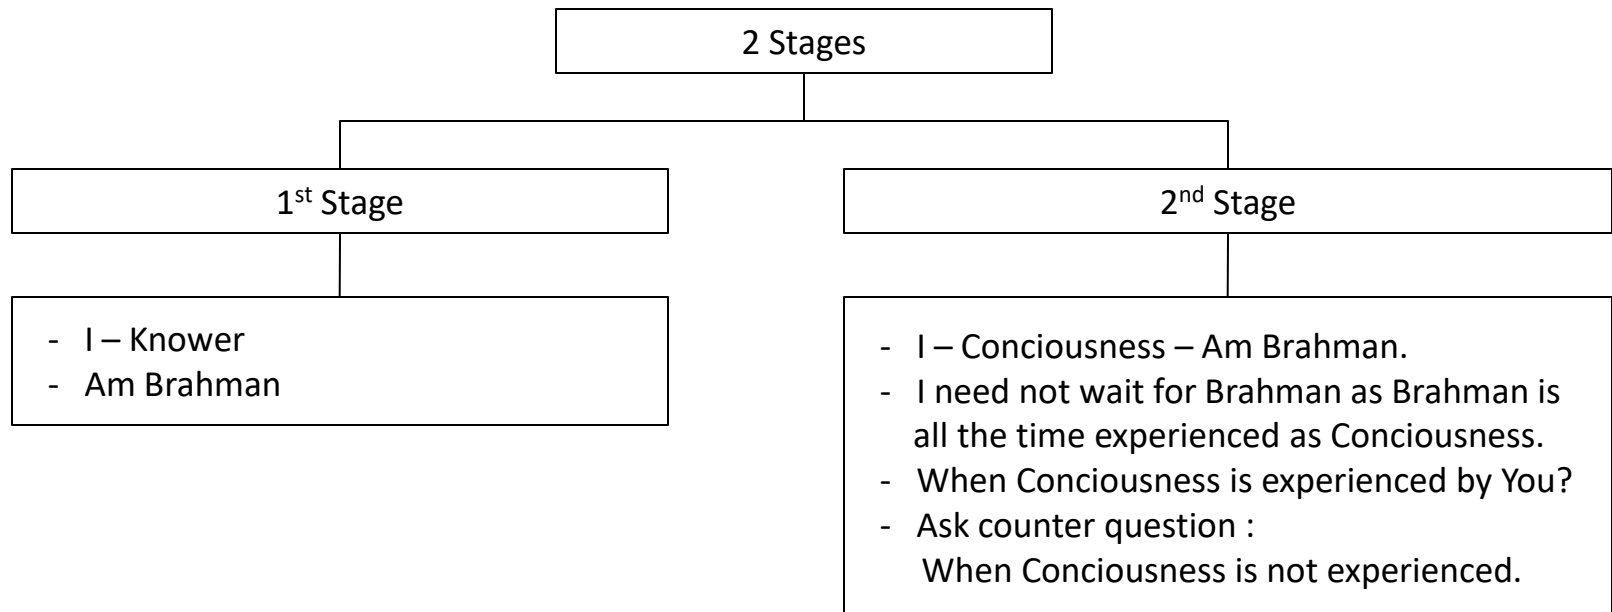 2 Stages
1st Stage
- I – Knower
- Am Brahman
2nd Stage
- I – Conciousness – Am Brahman.
- I need not wait for Brahman as Brahman is
all the time experienced as Conciousness.
- When Conciousness is experienced by You?
- Ask counter question :
When Conciousness is not experienced.